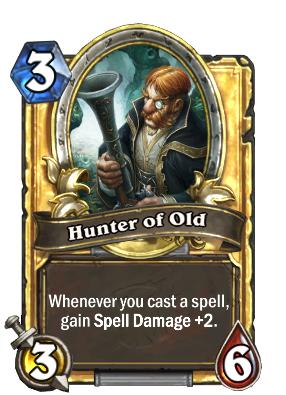 3
Hunter of Old
Whenever you cast a spell,
gain Spell Damage +2.
3
6